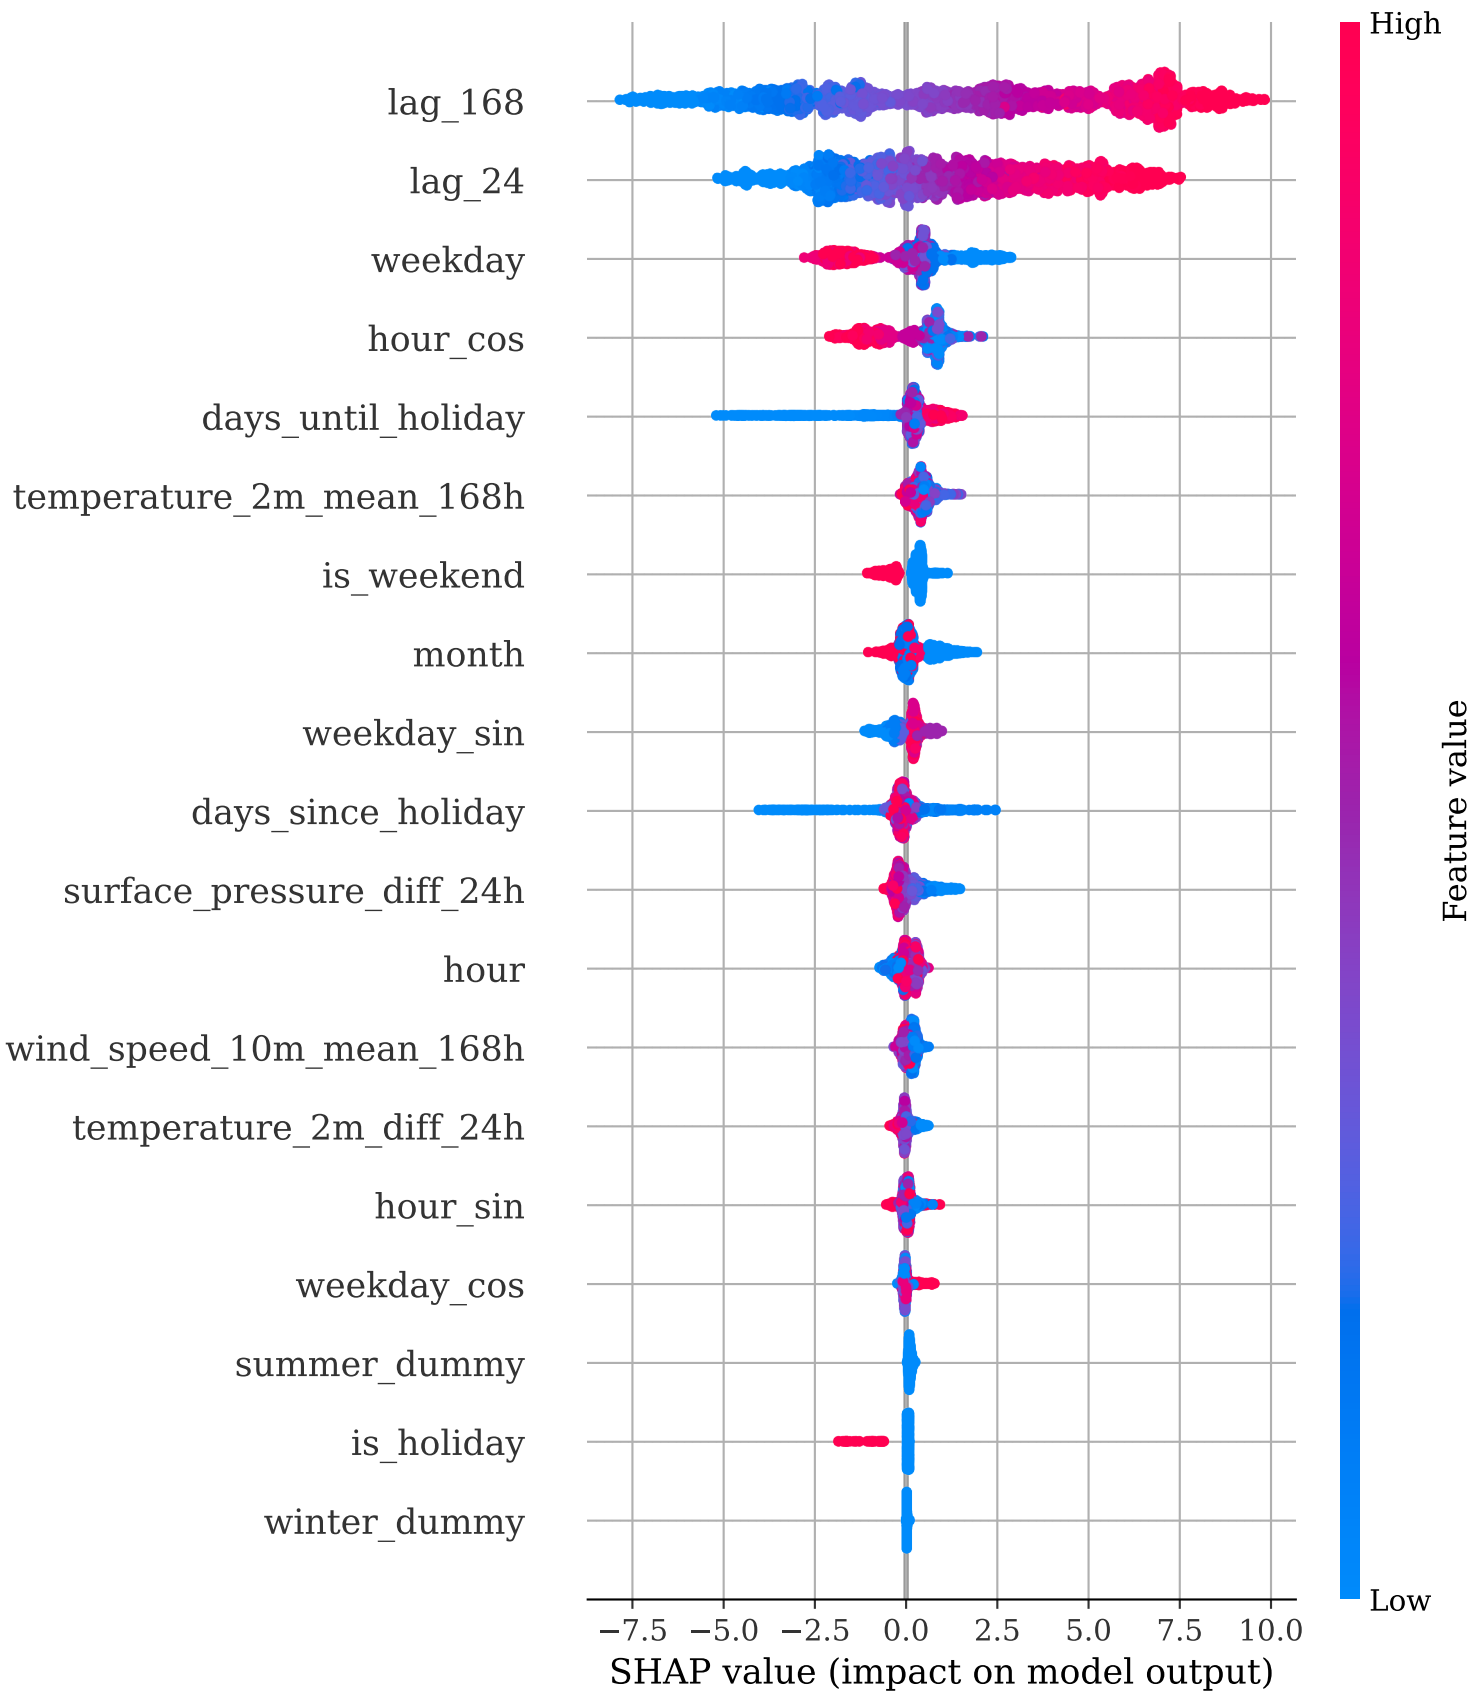 High
lag_168
lag_24
weekday
hour_cos
days_until_holiday
temperature_2m_mean_168h
is_weekend
month
weekday_sin
days_since_holiday
surface_pressure_diff_24h
hour
wind_speed_10m_mean_168h
temperature_2m_diff_24h
hour_sin
weekday_cos
summer_dummy
is_holiday
winter_dummy
Feature value
Low
−7.5 −5.0 −2.5 0.0 2.5 5.0 7.5 10.0
SHAP value (impact on model output)